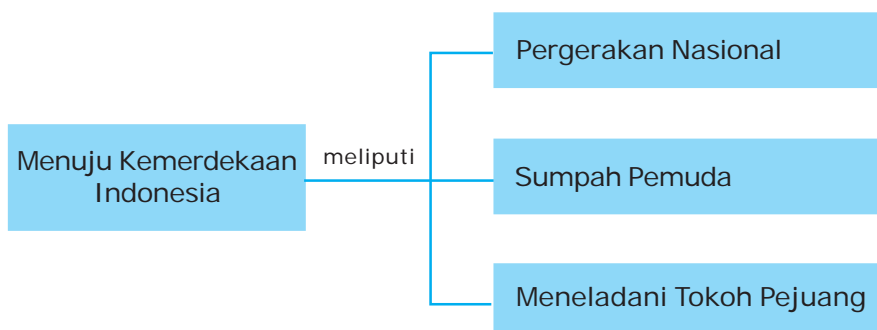 Menuju Kemerdekaan
Indonesia
meliputi
Pergerakan Nasional
Sumpah Pemuda
Meneladani Tokoh Pejuang